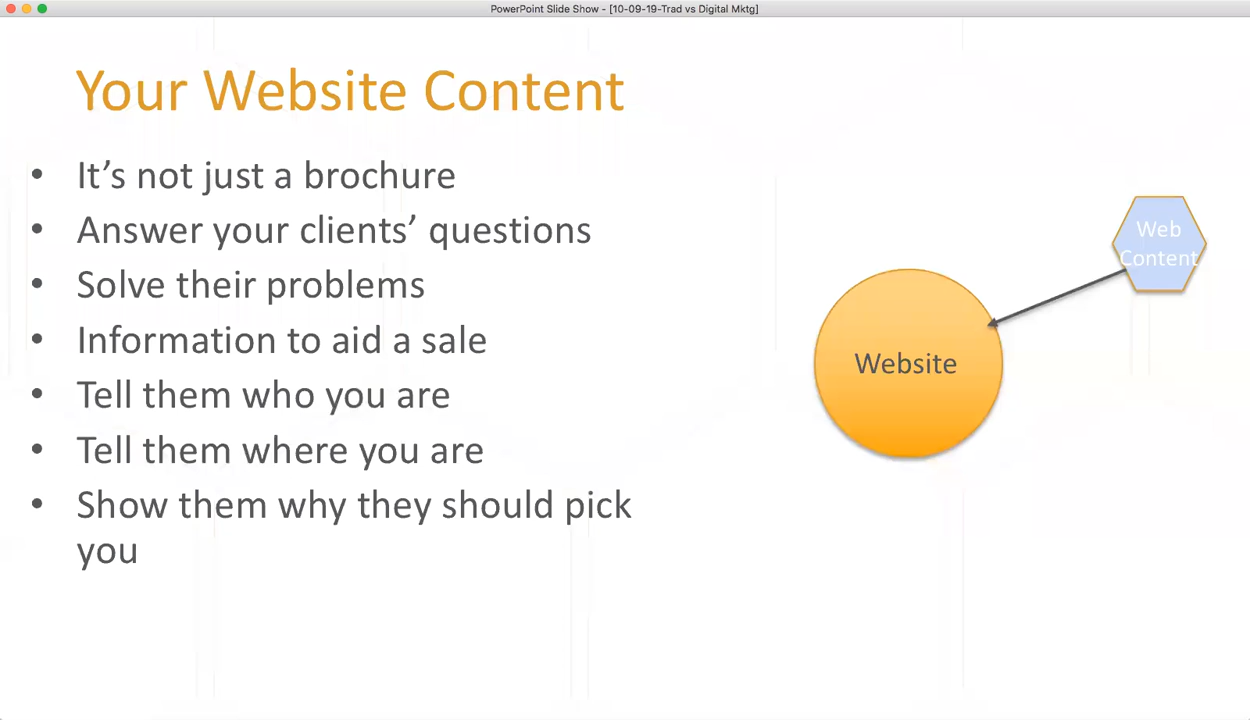 PowerPoint Slide Show - [10-09-19-Trad vs Digital Mktg]
Your Website Content
• It’s not just a brochure
• Answer your clients’ questions
• Solve their problems
• Information to aid a sale
• Tell them who you are
• Tell them where you are
• Show them why they should pick
you
Web
Content
Website